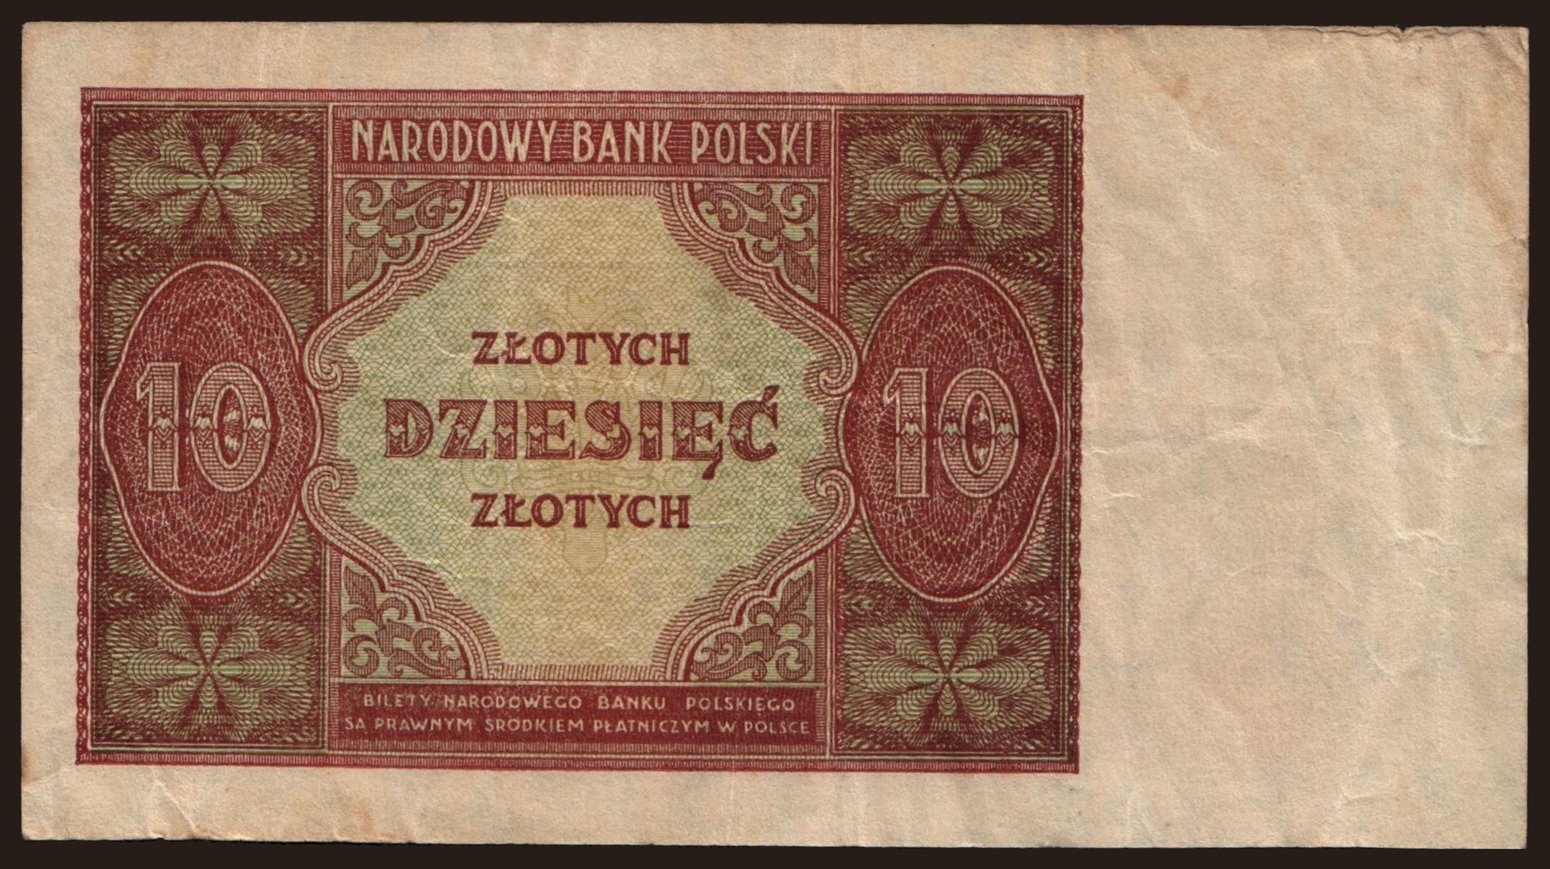 NARODOWY BANK POLSKI
ZŁOTYCH
10 DZIESIĘĆ 10
ZŁOTYCH
BILETY NARODOWEGO BANKU POLSKIEGO
SĄ PRAWNYM ŚRODKIEM PŁATNICZYM W POLSCE